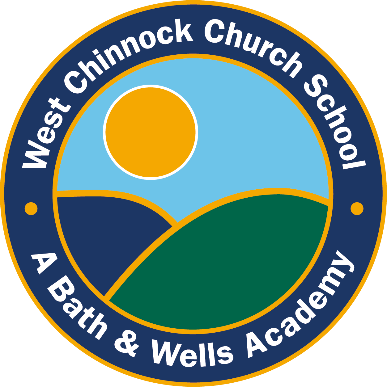 West Chinnock Church School
A Bath & Wells Academy